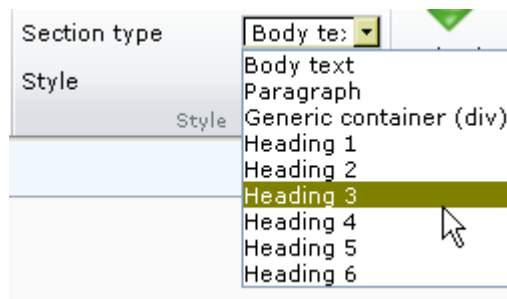 Section type
Body te
Style
Style
Body text
Paragraph
Generic container (div)
Heading 1
Heading 2
Heading 3
Heading 4
Heading 5
Heading 6